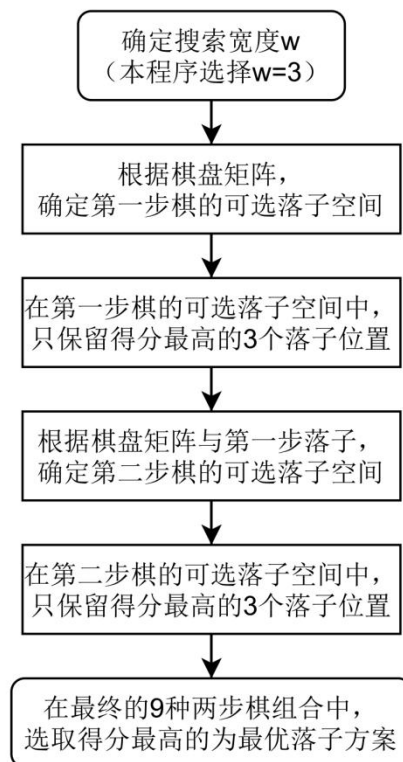 确定搜索宽度w
（本程序选择w=3）
根据棋盘矩阵，
确定第一步棋的可选落子空间
在第一步棋的可选落子空间中，
只保留得分最高的3个落子位置
根据棋盘矩阵与第一步落子，
确定第二步棋的可选落子空间
在第二步棋的可选落子空间中，
只保留得分最高的3个落子位置
在最终的9种两步棋组合中，
选取得分最高的为最优落子方案